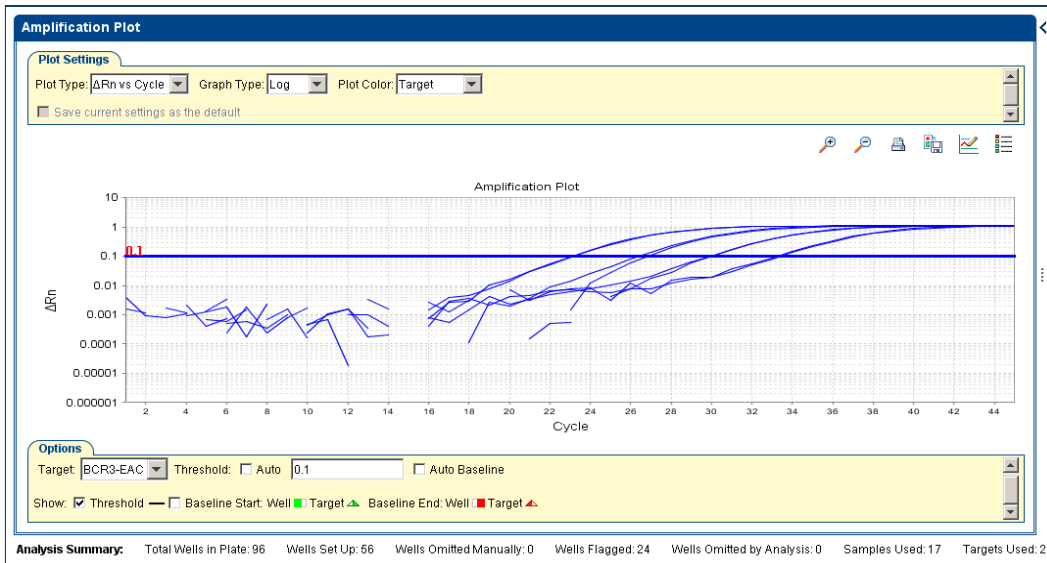 Amplification Plot
Plot Settings
Plot Type: ΔRn vs Cycle Graph Type: Log Plot Color: Target
Save current settings as the default
Amplification Plot
10
1
0.1
0.1
0.01
0.001
0.0001
0.00001
0.000001
ΔRn
2 4 6 8 10 12 14 16 18 20 22 24 26 28 30 32 34 36 38 40 42 44
Cycle
Options
Target: BCR3-EAC Threshold: Auto 0.1 Auto Baseline
Show: Threshold Baseline Start: Well Target Baseline End: Well Target
Analysis Summary: Total Wells in Plate: 96 Wells Set Up: 56 Wells Omitted Manually: 0 Wells Flagged: 24 Wells Omitted by Analysis: 0 Samples Used: 17 Targets Used: 2